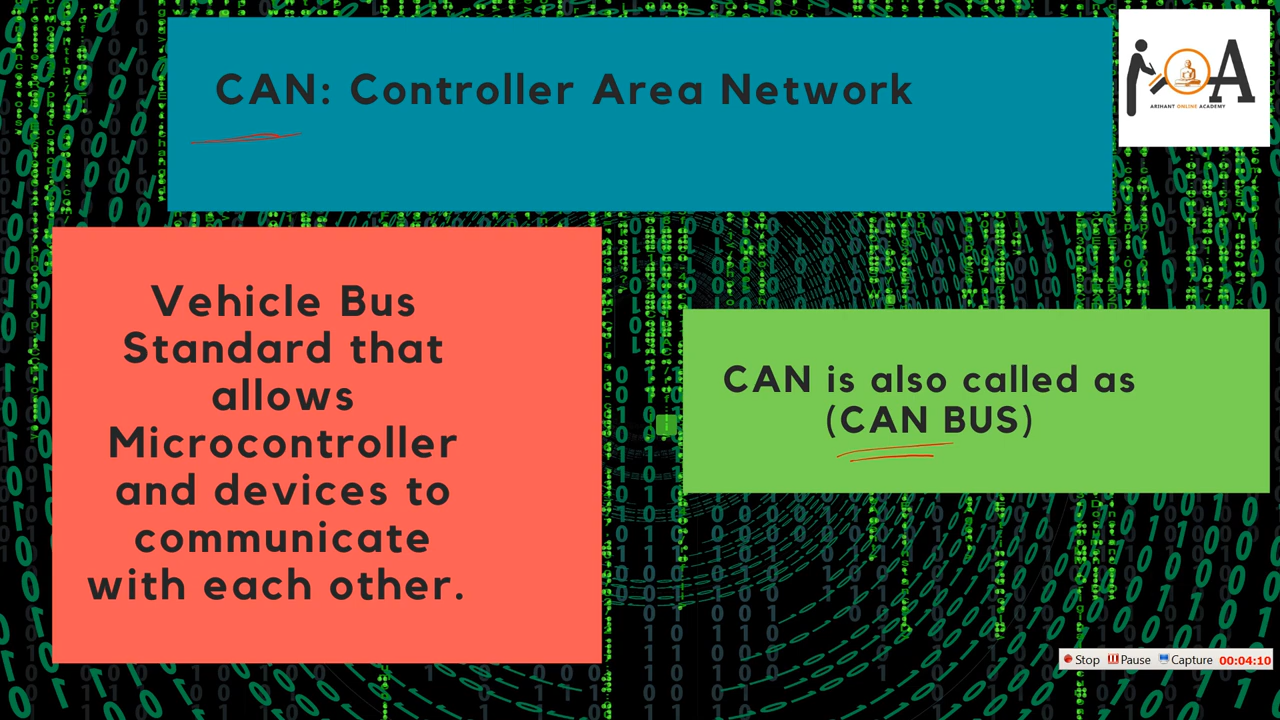 CAN: Controller Area Network
ARIHANT ONLINE ACADEMY
Vehicle Bus
Standard that
allows
Microcontroller
and devices to
communicate
with each other.
CAN is also called as
(CAN BUS)
Stop Pause Capture 00:04:10